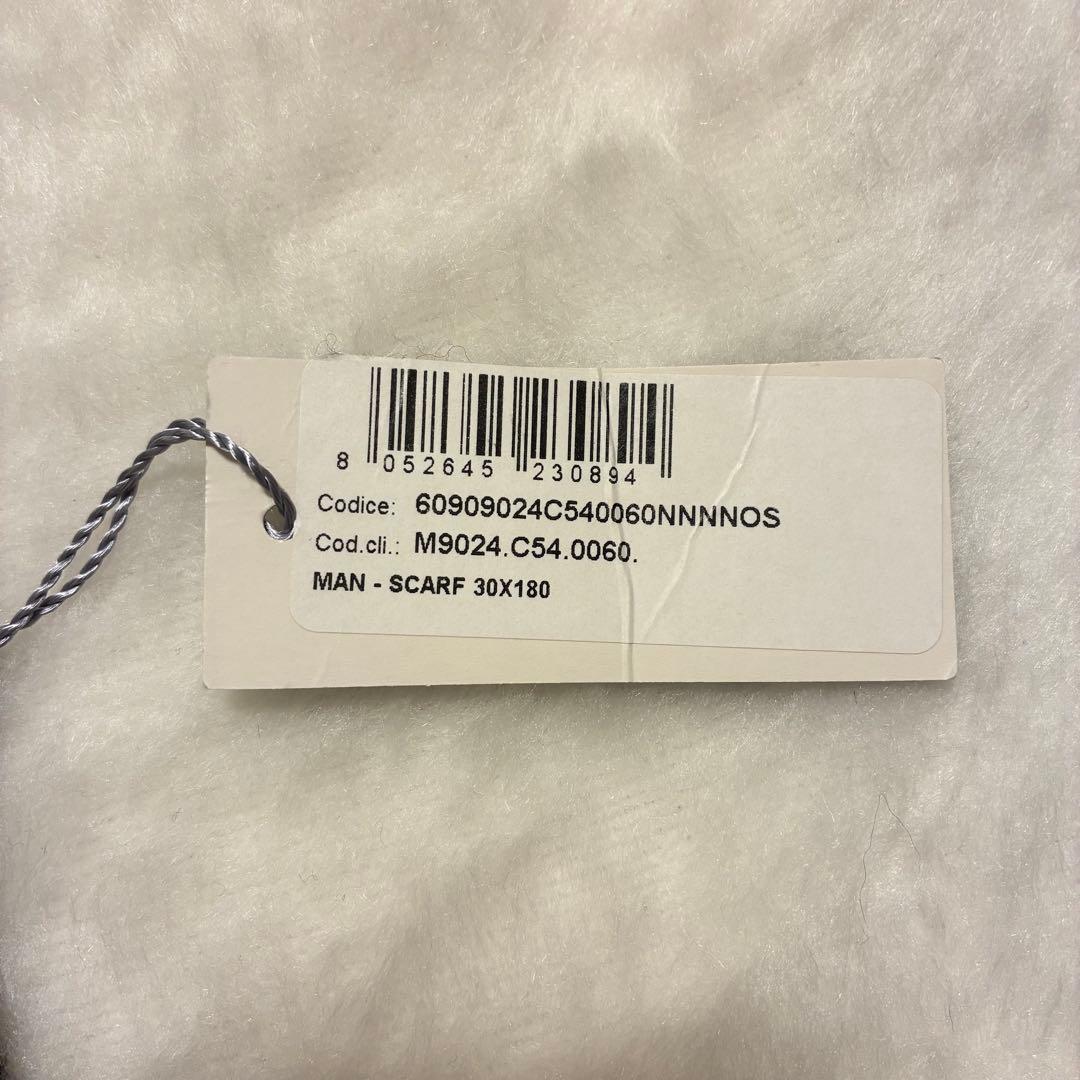 8 052645 230894
Codice: 60909024C540060NNNNOS
Cod.cli.: M9024.C54.0060.
MAN - SCARF 30X180